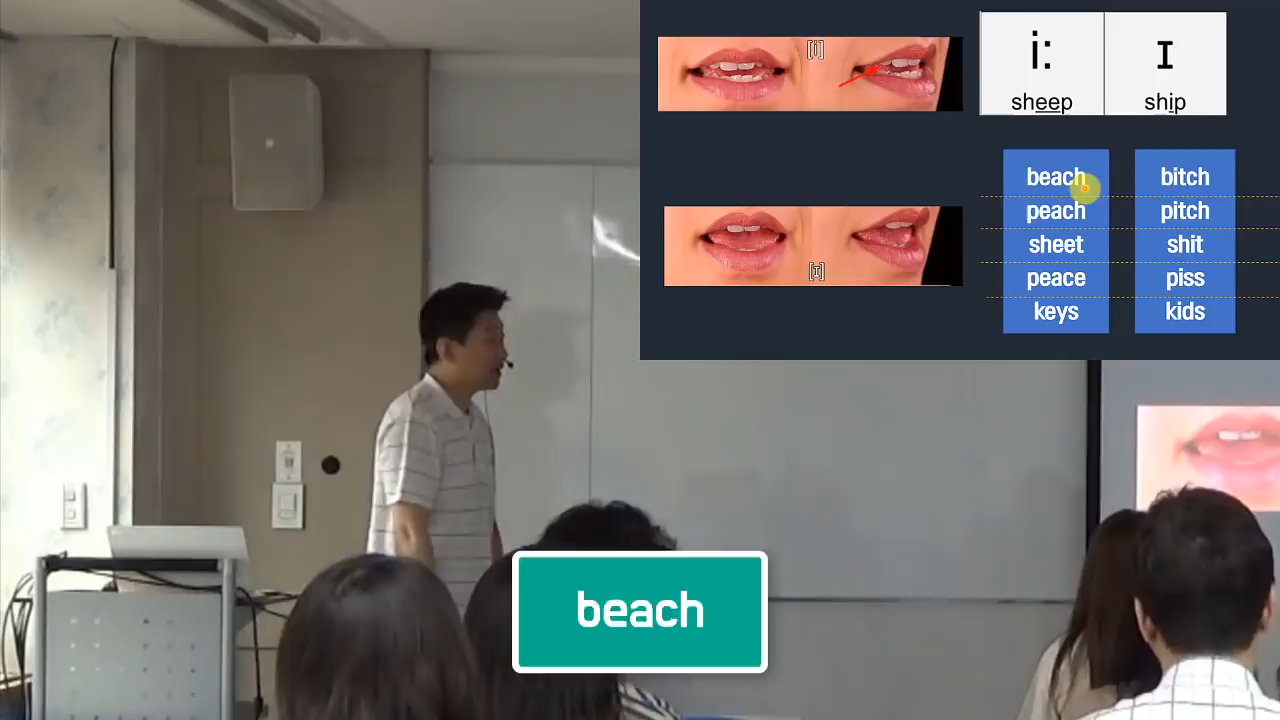 [i]
i: ɪ
sheep ship
[ɪ]
beach bitch
peach pitch
sheet shit
peace piss
keys kids
beach